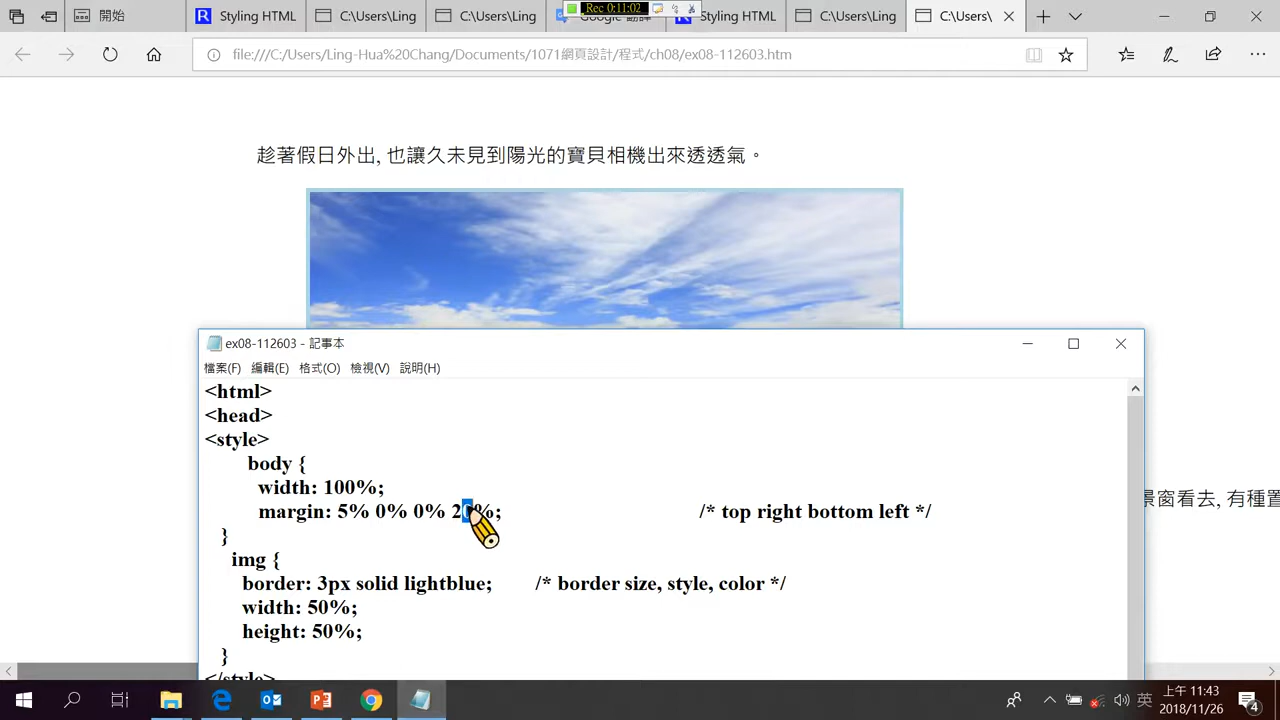 Rec 0:11:02
開始
Styling HTML
C:\Users\Ling
C:\Users\Ling
Google 翻譯
Styling HTML
C:\Users\Ling
C:\Users\
file:///C:/Users/Ling-Hua%20Chang/Documents/1071網頁設計/程式/ch08/ex08-112603.htm
趁著假日外出, 也讓久未見到陽光的寶貝相機出來透透氣。
景窗看去, 有種置
ex08-112603 - 記事本
檔案(F) 編輯(E) 格式(O) 檢視(V) 說明(H)
<html>
<head>
<style>
body {
width: 100%;
margin: 5% 0% 0% 20%; /* top right bottom left */
}
img {
border: 3px solid lightblue; /* border size, style, color */
width: 50%;
height: 50%;
}
</style>
英
上午 11:43
2018/11/26
4